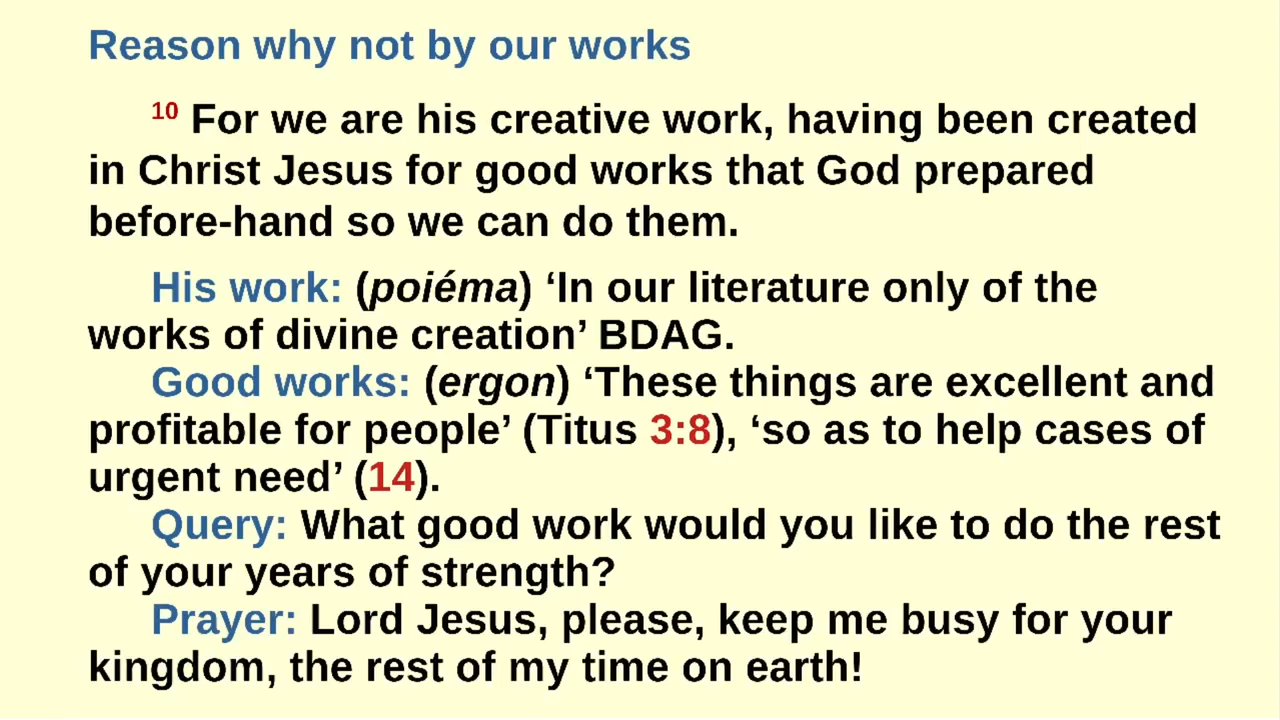 Reason why not by our works
10 For we are his creative work, having been created
in Christ Jesus for good works that God prepared
before-hand so we can do them.
His work: (poiéma) ‘In our literature only of the
works of divine creation’ BDAG.
Good works: (ergon) ‘These things are excellent and
profitable for people’ (Titus 3:8), ‘so as to help cases of
urgent need’ (14).
Query: What good work would you like to do the rest
of your years of strength?
Prayer: Lord Jesus, please, keep me busy for your
kingdom, the rest of my time on earth!